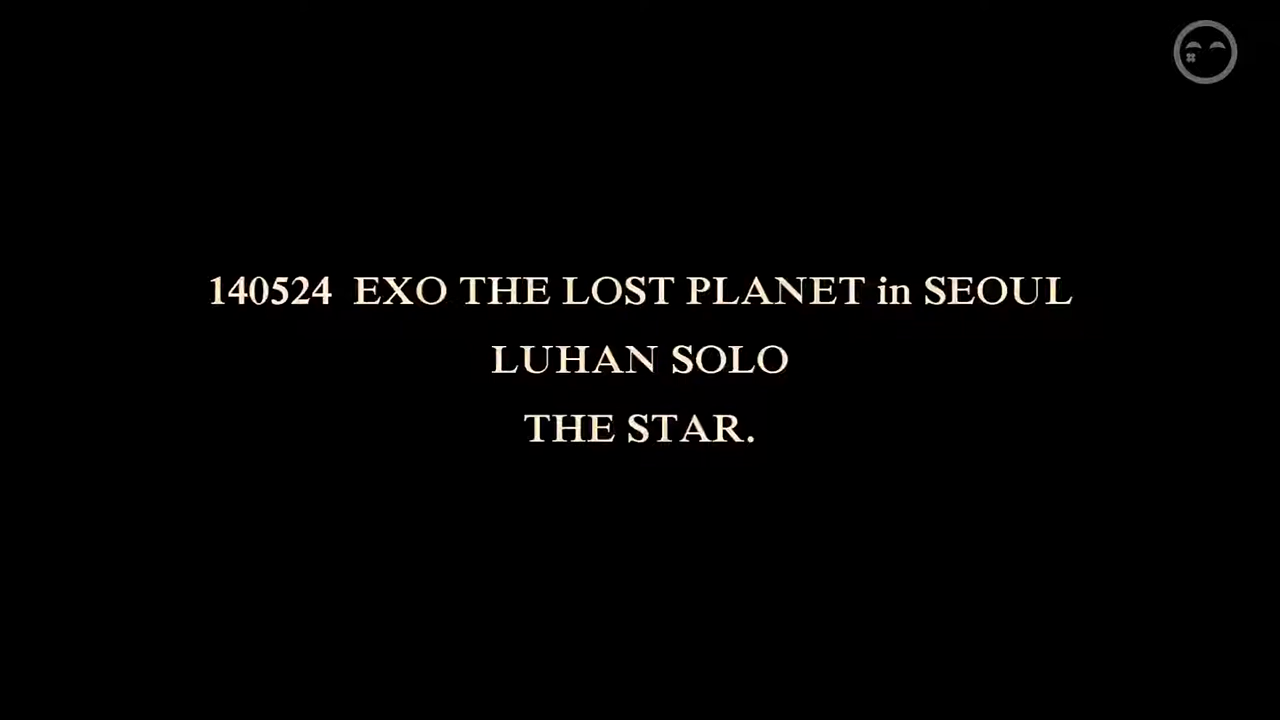 140524 EXO THE LOST PLANET in SEOUL
LUHAN SOLO
THE STAR.